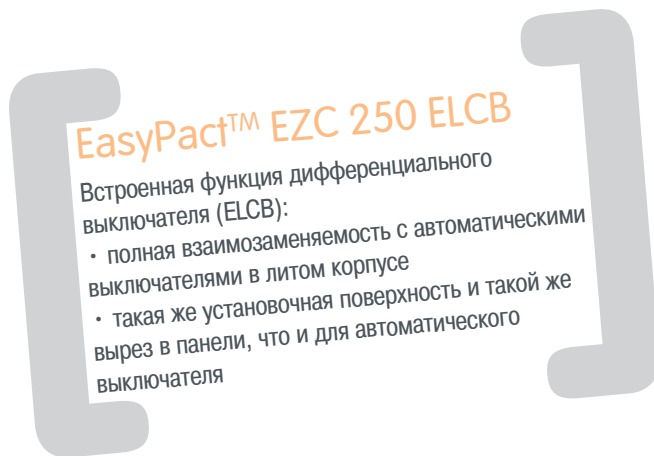 EasyPact™ EZC 250 ELCB
Встроенная функция дифференциального
выключателя (ELCB):
• полная взаимозаменяемость с автоматическими
выключателями в литом корпусе
• такая же установочная поверхность и такой же
вырез в панели, что и для автоматического
выключателя